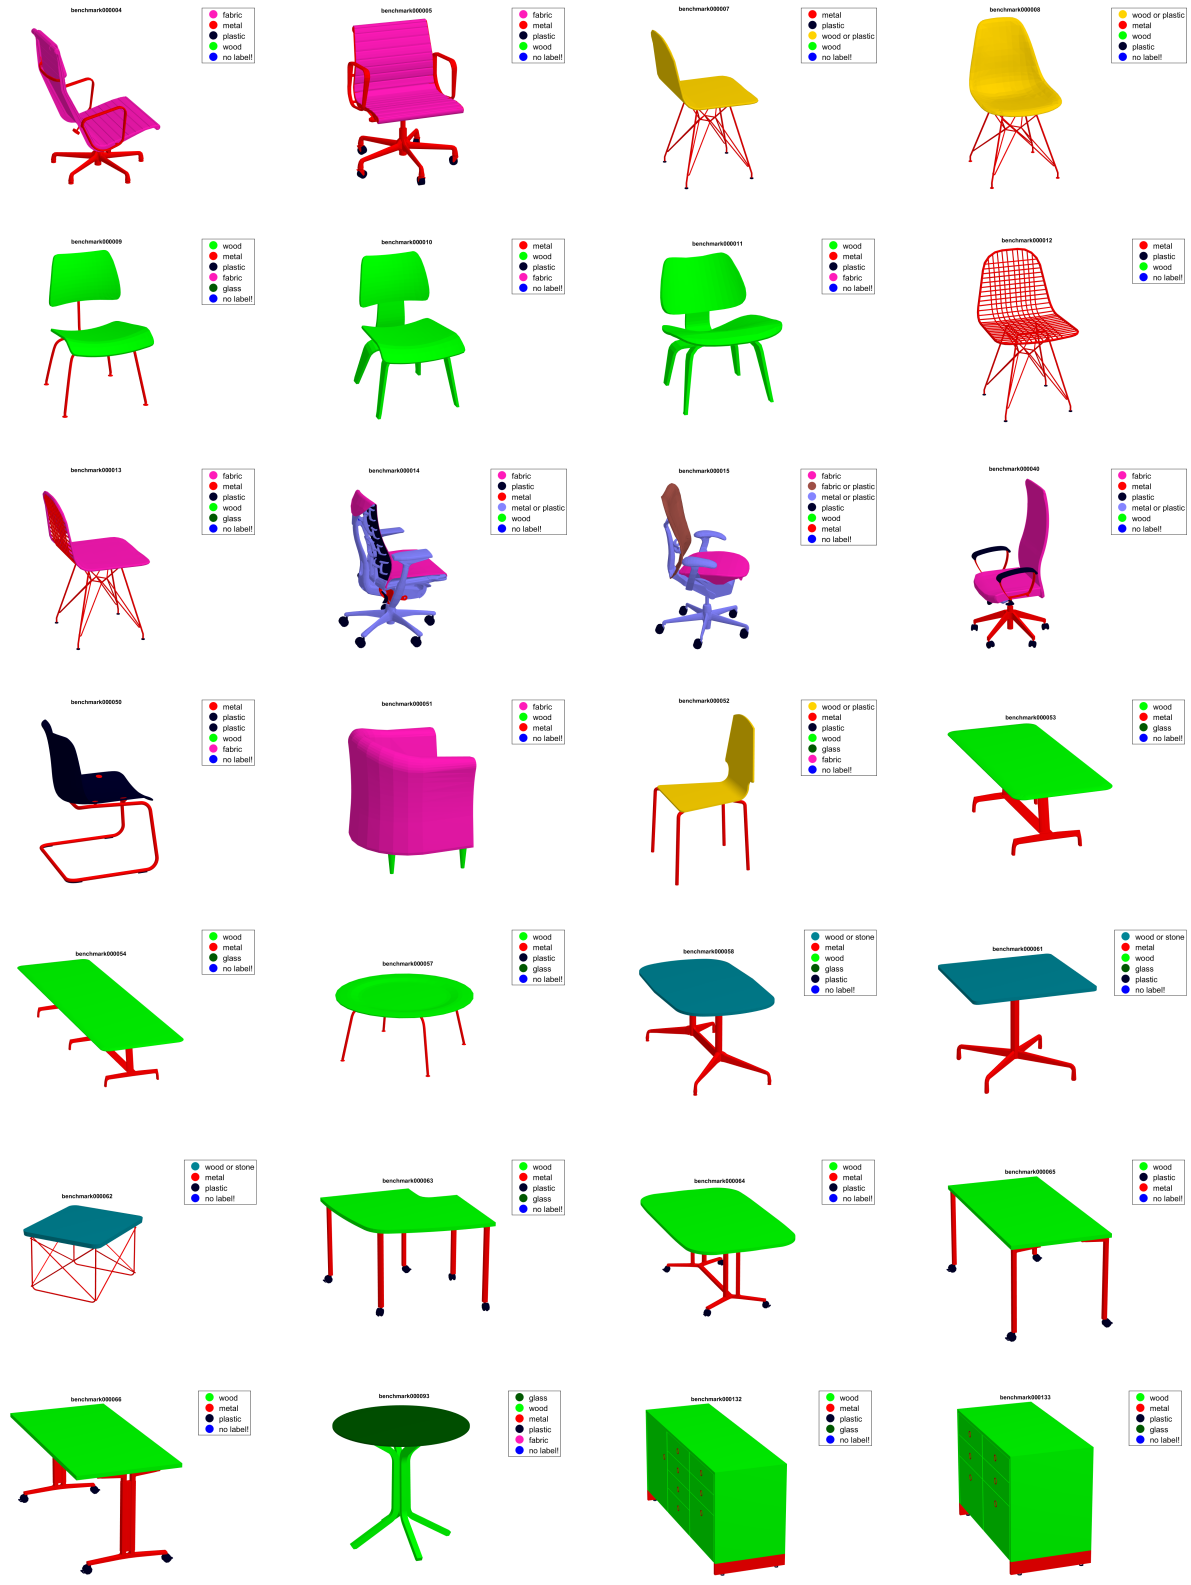 benchmark000004
fabric
metal
plastic
wood
no label!
benchmark000005
fabric
metal
plastic
wood
no label!
benchmark000007
metal
plastic
wood or plastic
wood
no label!
benchmark000008
wood or plastic
metal
wood
plastic
no label!
benchmark000009
wood
metal
plastic
fabric
glass
no label!
benchmark000010
metal
wood
plastic
fabric
no label!
benchmark000011
wood
metal
plastic
fabric
no label!
benchmark000012
metal
plastic
wood
no label!
benchmark000013
fabric
metal
plastic
wood
glass
no label!
benchmark000014
fabric
plastic
metal
metal or plastic
wood
no label!
benchmark000015
fabric
fabric or plastic
metal or plastic
plastic
wood
metal
no label!
benchmark000040
fabric
metal
plastic
metal or plastic
wood
no label!
benchmark000050
metal
plastic
plastic
wood
fabric
no label!
benchmark000051
fabric
wood
metal
no label!
benchmark000052
wood or plastic
metal
plastic
wood
glass
fabric
no label!
benchmark000053
wood
metal
glass
no label!
benchmark000054
wood
metal
glass
no label!
benchmark000057
wood
metal
plastic
glass
no label!
benchmark000058
wood or stone
metal
wood
glass
plastic
no label!
benchmark000061
wood or stone
metal
wood
glass
plastic
no label!
benchmark000062
wood or stone
metal
plastic
no label!
benchmark000063
wood
metal
plastic
glass
no label!
benchmark000064
wood
metal
plastic
no label!
benchmark000065
wood
plastic
metal
no label!
benchmark000066
wood
metal
plastic
no label!
benchmark000093
glass
wood
metal
plastic
fabric
no label!
benchmark000132
wood
metal
plastic
glass
no label!
benchmark000133
wood
metal
plastic
glass
no label!